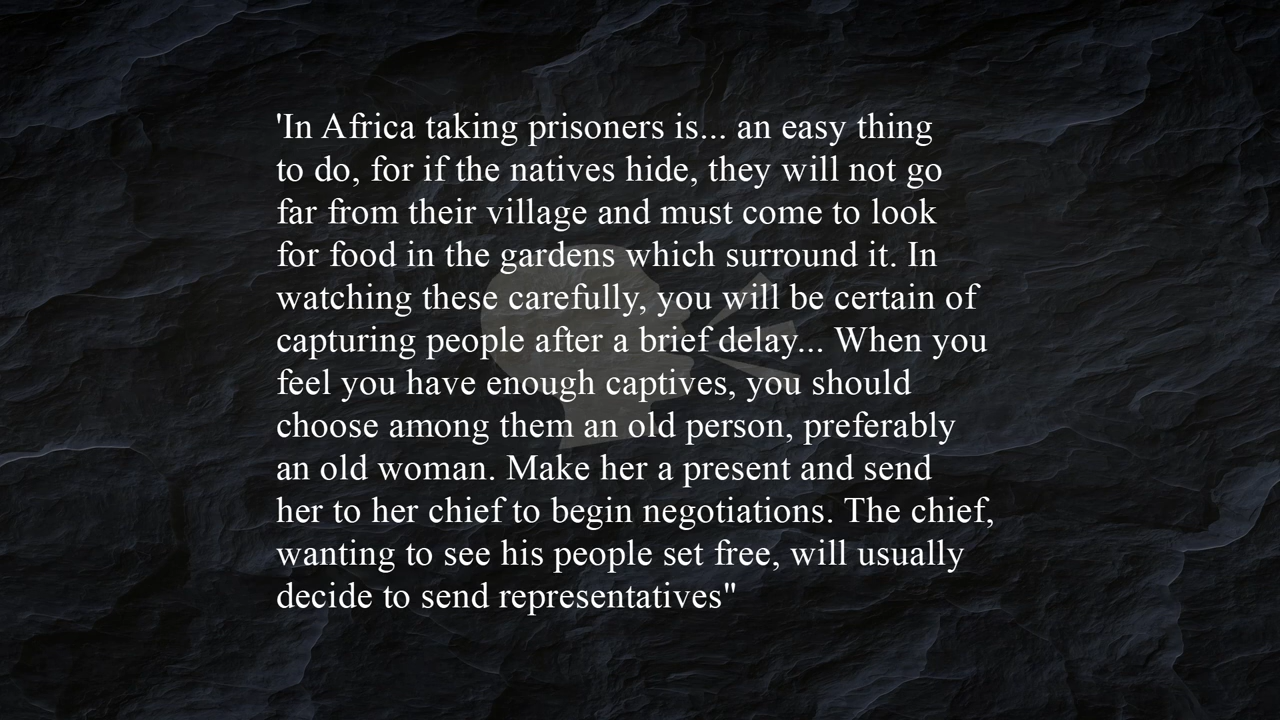 'In Africa taking prisoners is... an easy thing
to do, for if the natives hide, they will not go
far from their village and must come to look
for food in the gardens which surround it. In
watching these carefully, you will be certain of
capturing people after a brief delay... When you
feel you have enough captives, you should
choose among them an old person, preferably
an old woman. Make her a present and send
her to her chief to begin negotiations. The chief,
wanting to see his people set free, will usually
decide to send representatives"